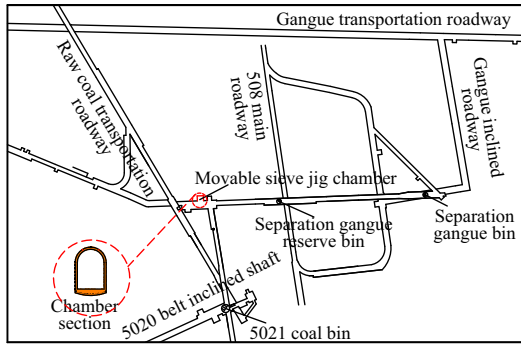 Gangue transportation roadway
Raw coal transportation
roadway
508 main
roadway
Gangue inclined
roadway
Movable sieve jig chamber
Separation gangue
reserve bin
Separation
gangue bin
Chamber
section
5020 belt inclined shaft
5021 coal bin